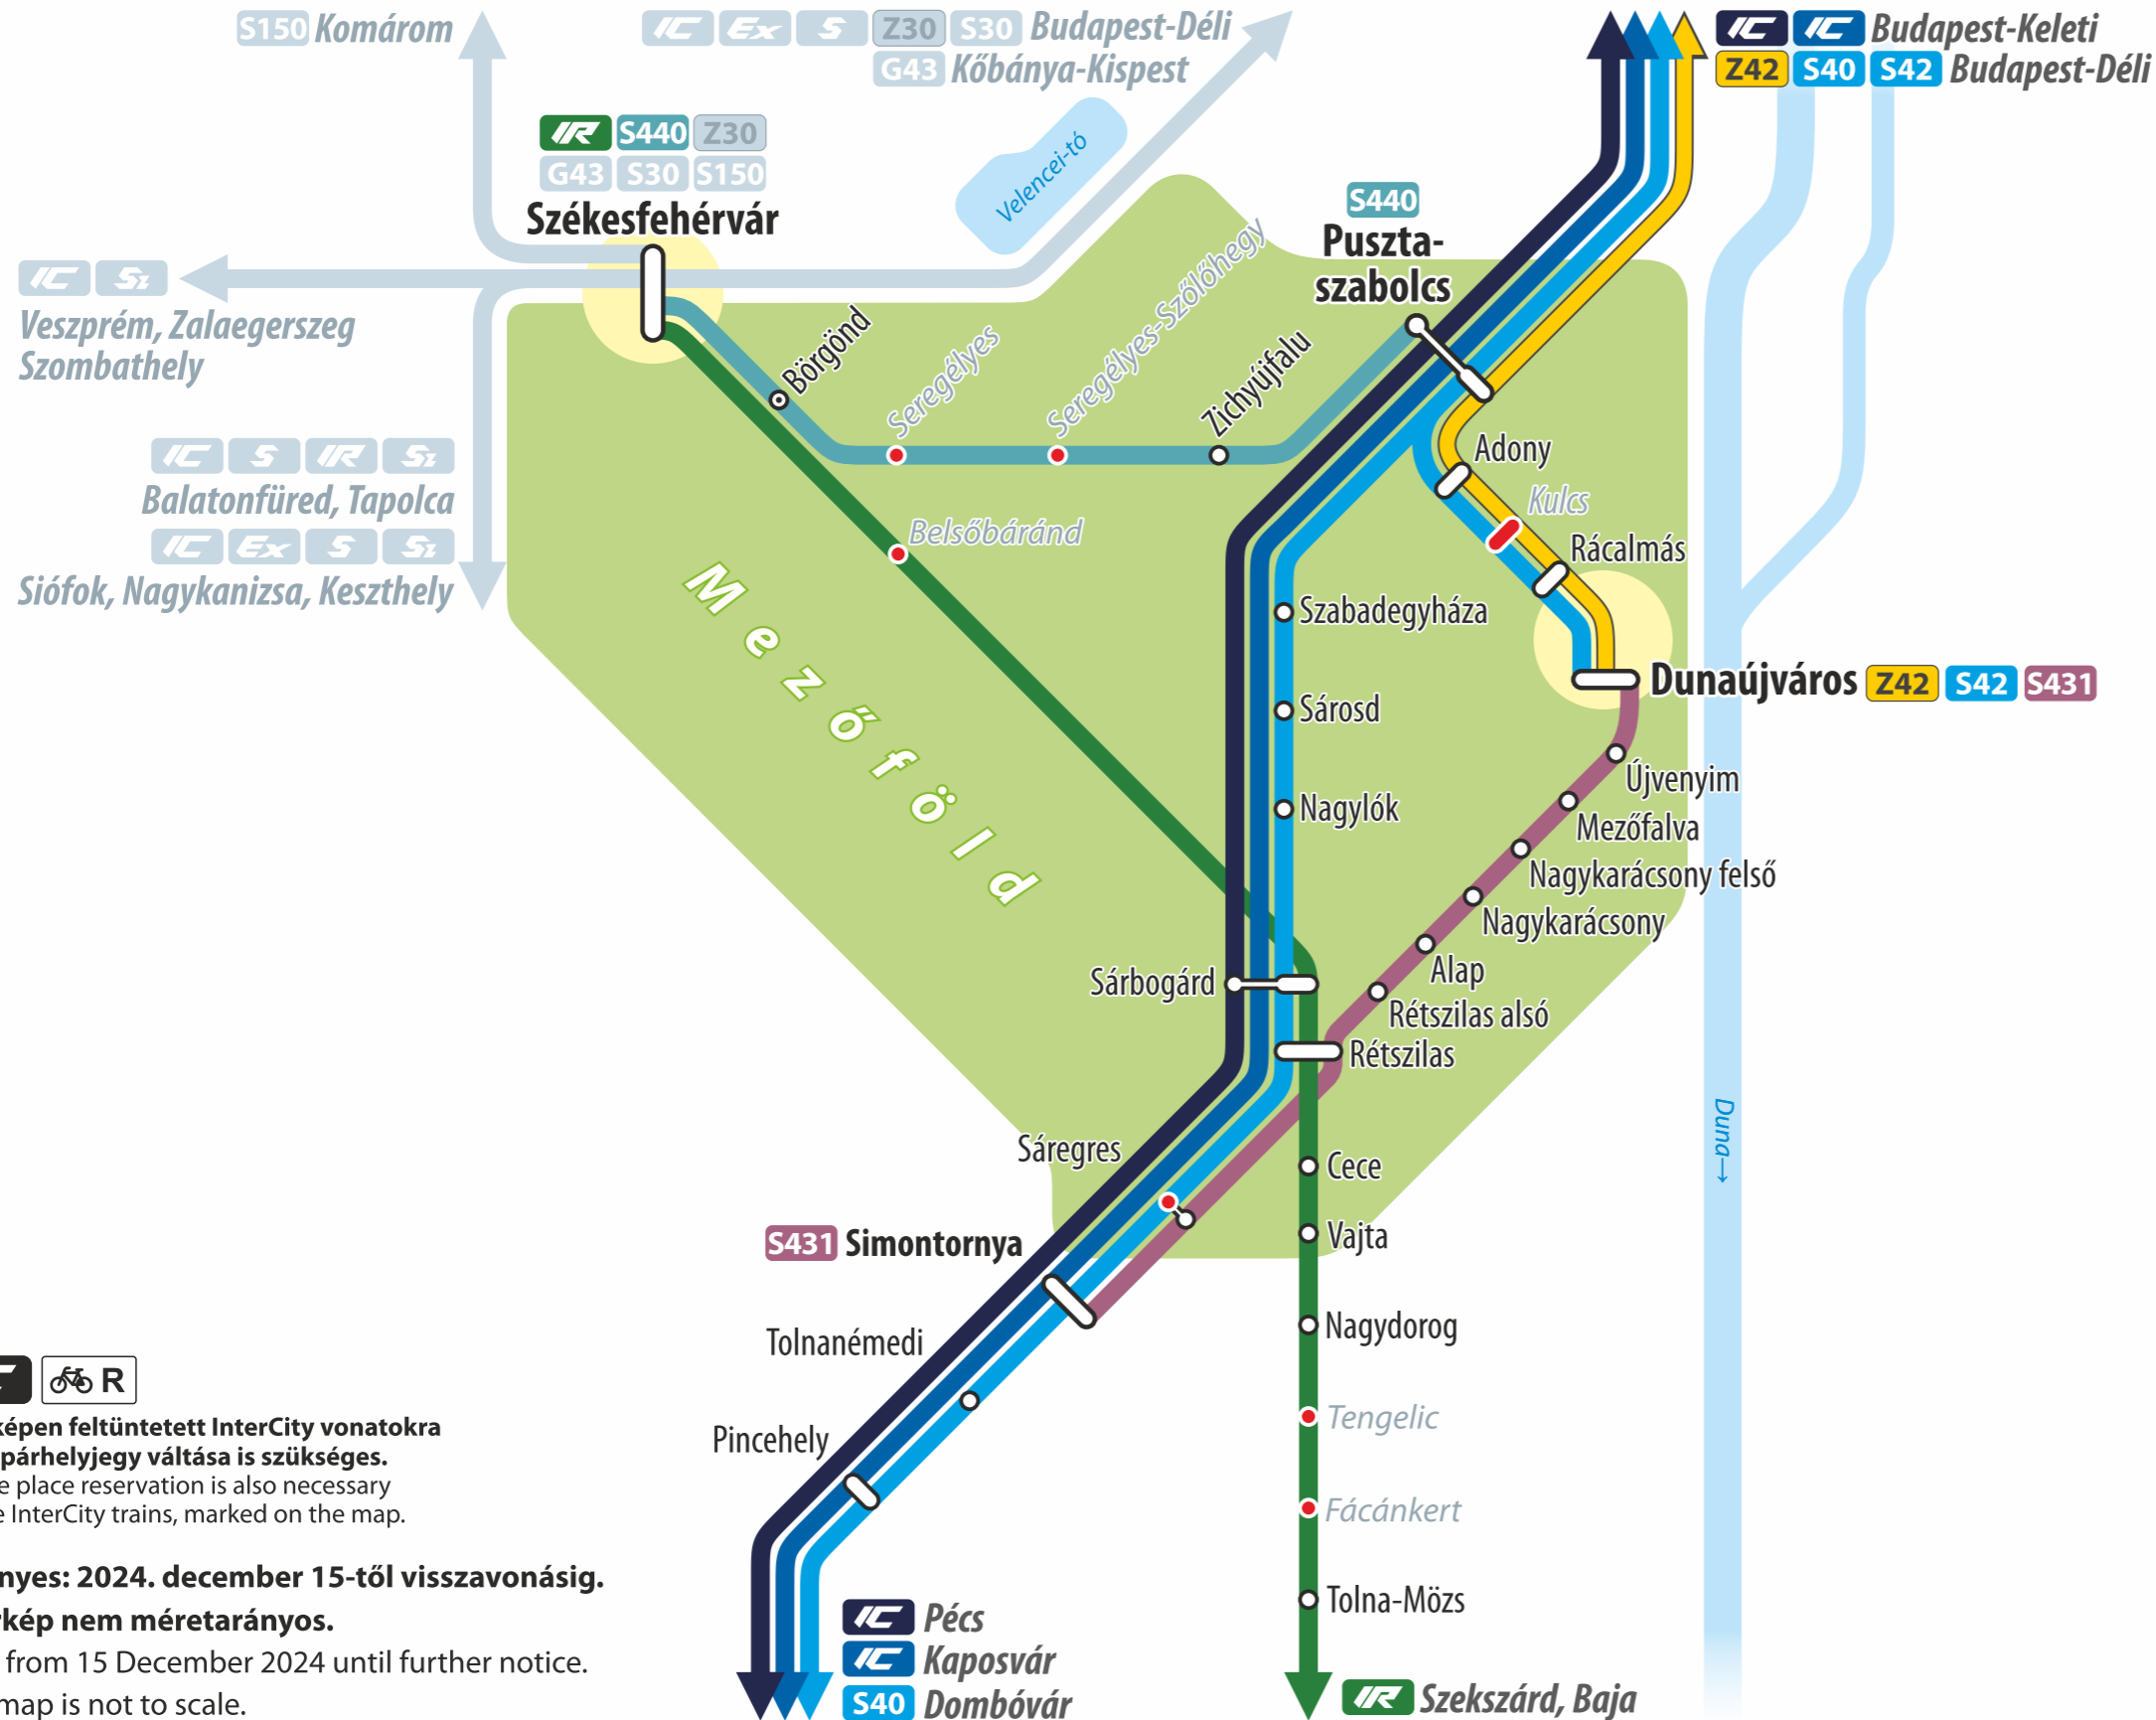 S150 Komárom
IC Ex S Z30 S30 Budapest-Déli
G43 Kőbánya-Kispest
IC IC Budapest-Keleti
Z42 S40 S42 Budapest-Déli
IR S440 Z30
G43 S30 S150
Székesfehérvár
Velencei-tó
S440
Puszta-
szabolcs
IC Sz
Veszprém, Zalaegerszeg
Szombathely
Börgönd
Seregélyes
Seregélyes-Szőlőhegy
Zichyújfalu
IC S IR Sz
Balatonfüred, Tapolca
IC Ex S Sz
Siófok, Nagykanizsa, Keszthely
Adony
Kulcs
Rácalmás
Belsőbáránd
Mezőföld
Szabadegyháza
Dunaújváros Z42 S42 S431
Sárosd
Újvenyim
Nagylók
Mezőfalva
Nagykarácsony felső
Nagykarácsony
Alap
Sárbogárd
Rétszilas alsó
Rétszilas
Duna→
Sáregres
Cece
Vajta
S431 Simontornya
Nagydorog
Tolnanémedi
Tengelic
Pincehely
Fácánkert
Tolna-Mözs
R
képen feltüntetett InterCity vonatokra
párhelyjegy váltása is szükséges.
e place reservation is also necessary
e InterCity trains, marked on the map.
nyes: 2024. december 15-től visszavonásig.
rkép nem méretarányos.
from 15 December 2024 until further notice.
map is not to scale.
IC Pécs
IC Kaposvár
S40 Dombóvár
IR Szekszárd, Baja